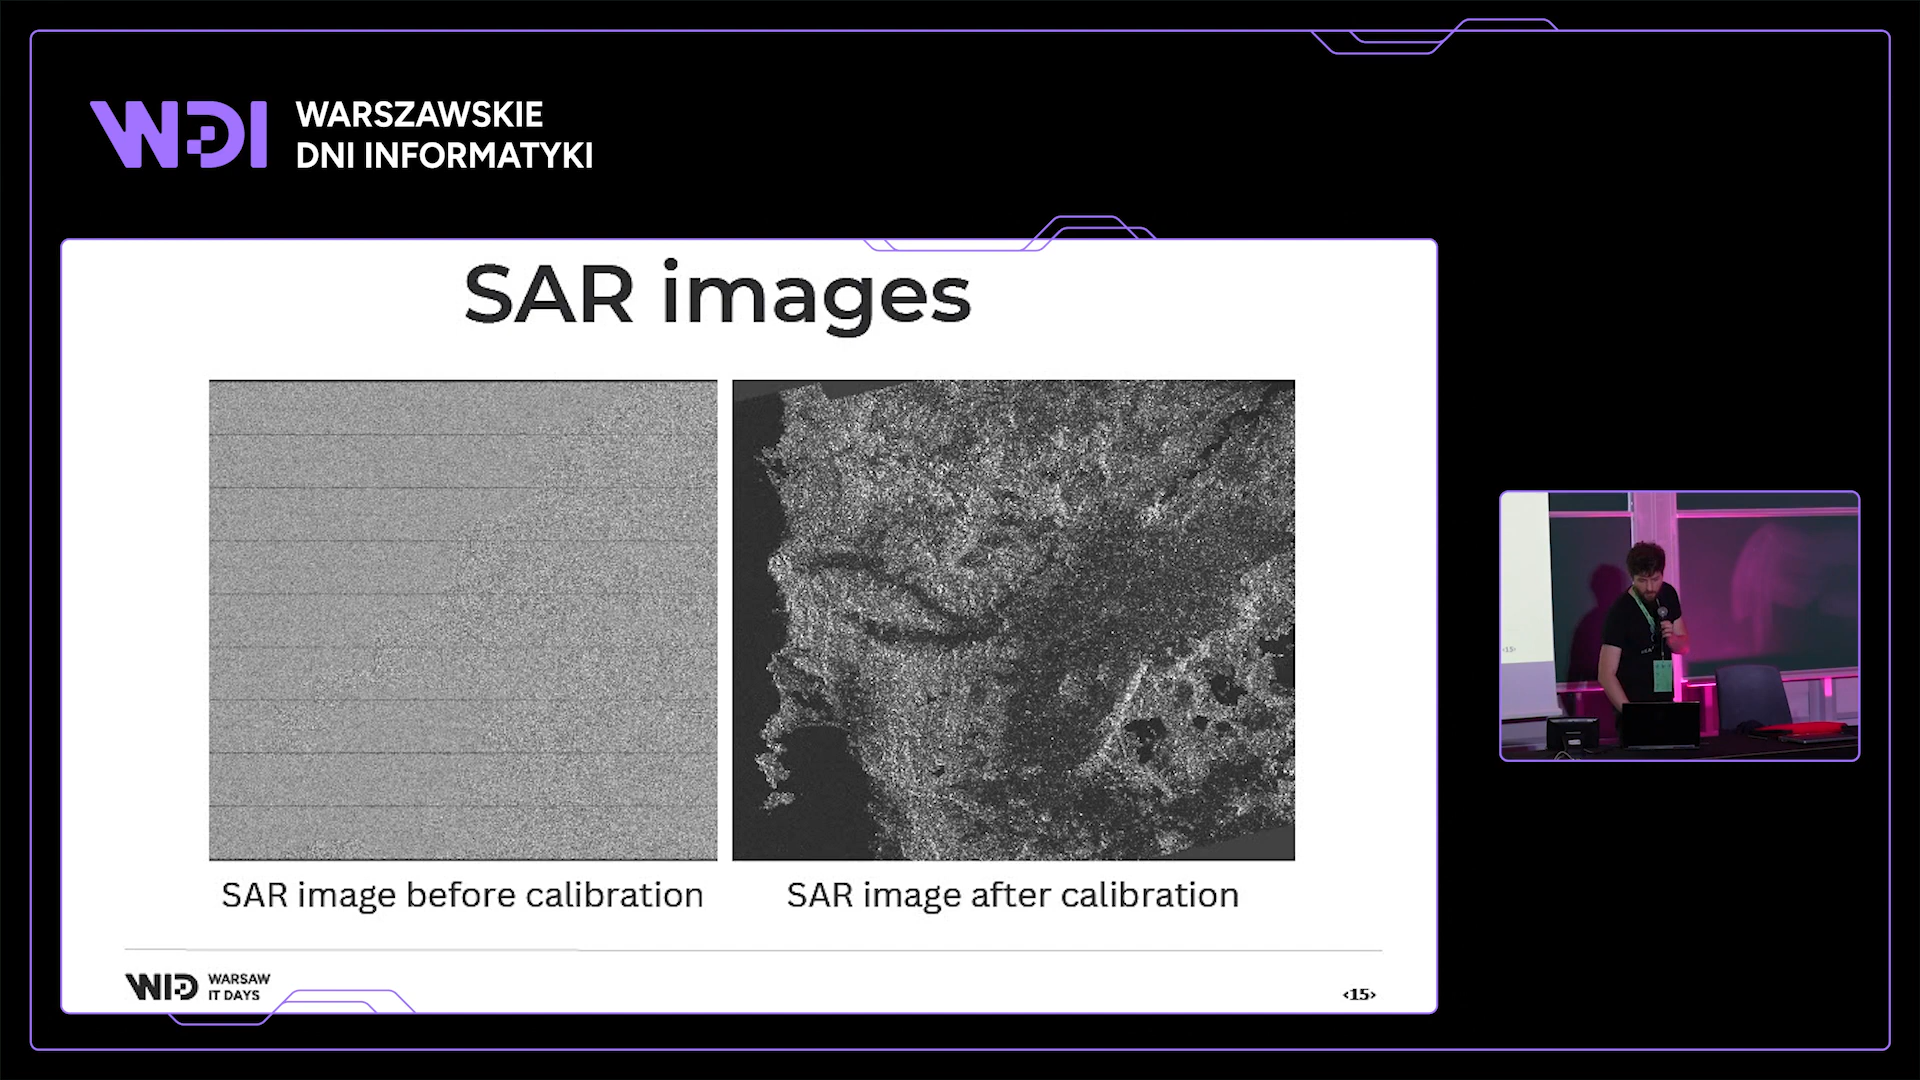 WDI
WARSZAWSKIE
DNI INFORMATYKI
SAR images
SAR image before calibration
SAR image after calibration
WID
WARSAW
IT DAYS
‹15›
‹15›